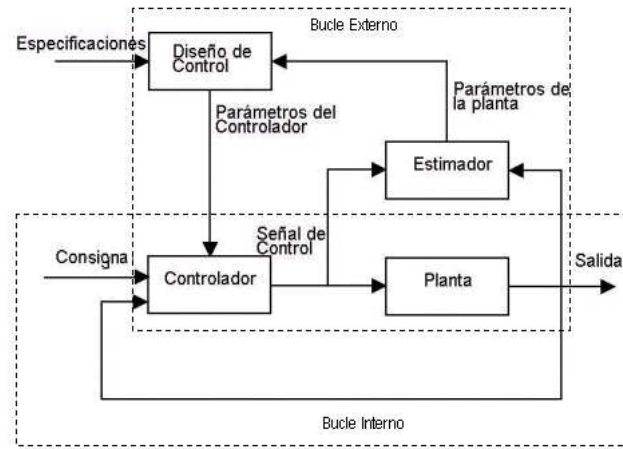 Bucle Externo
Especificaciones
Diseño de
Control
Parámetros de
la planta
Parámetros del
Controlador
Estimador
Señal de
Control
Consigna
Controlador
Planta
Salida
Bucle Interno